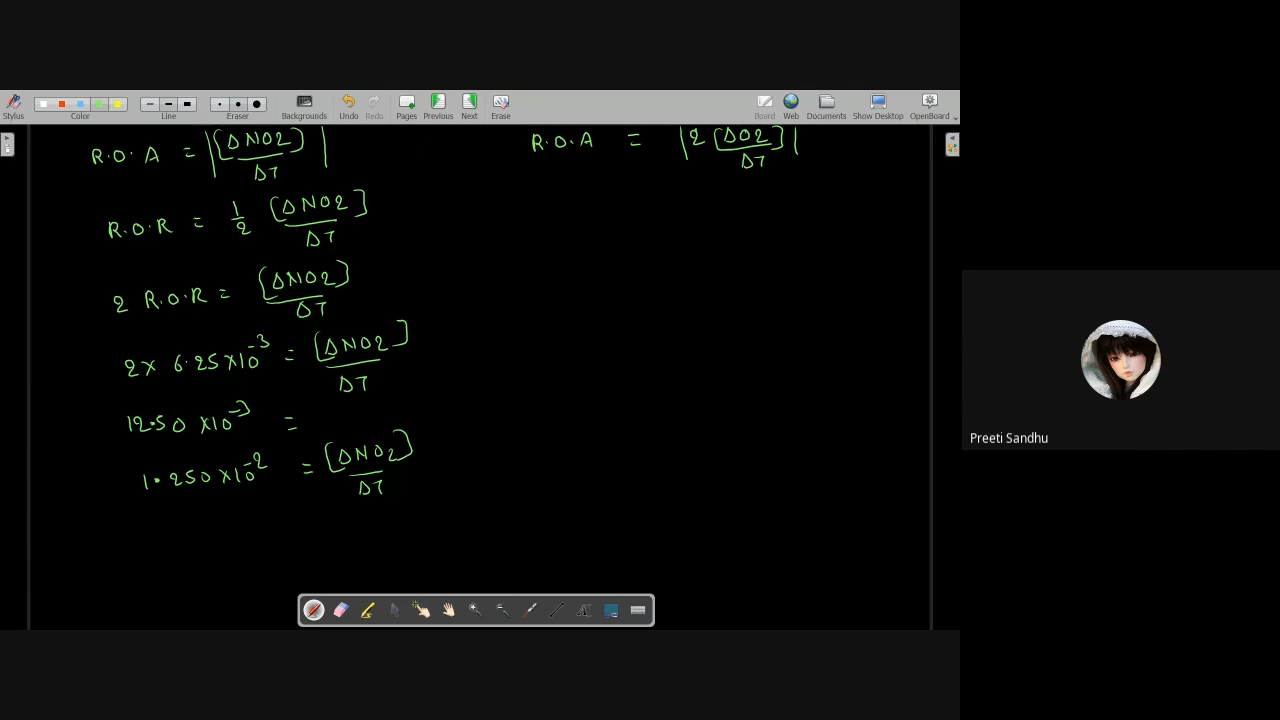 Stylus Color Line Eraser Backgrounds Undo Redo Pages Previous Next Erase Board Web Documents Show Desktop OpenBoard
R.O.A = |[ΔNO2]/ΔT|
R.O.A = |2[ΔO2]/ΔT|
R.O.R = 1/2 [ΔNO2]/ΔT
2 R.O.R = [ΔNO2]/ΔT
2 × 6.25 × 10^-3 = [ΔNO2]/ΔT
12.50 × 10^-3 =
1.250 × 10^-2 = [ΔNO2]/ΔT
Preeti Sandhu